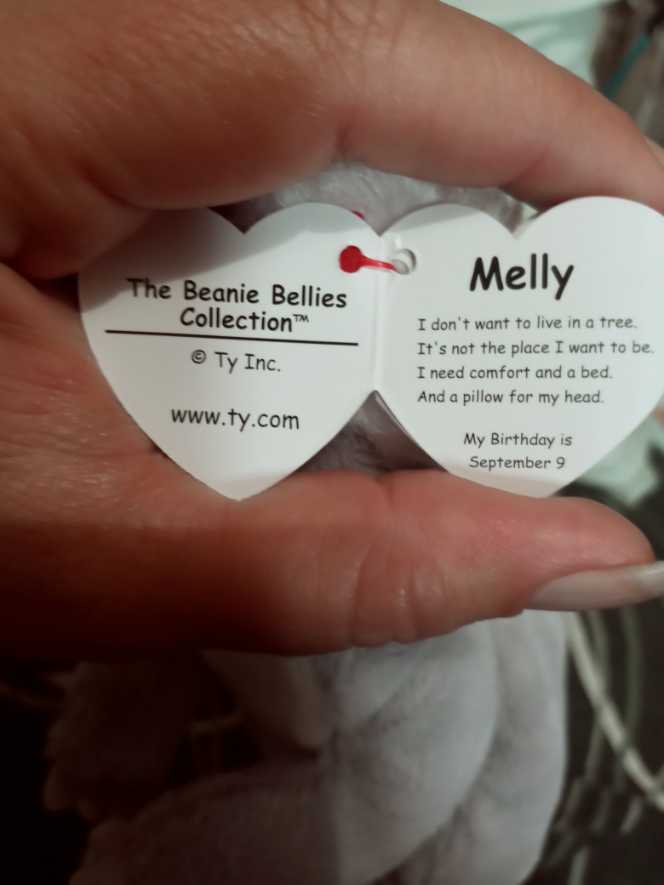 The Beanie Bellies
Collection™
© Ty Inc.
www.ty.com
Melly
I don't want to live in a tree.
It's not the place I want to be.
I need comfort and a bed.
And a pillow for my head.
My Birthday is
September 9